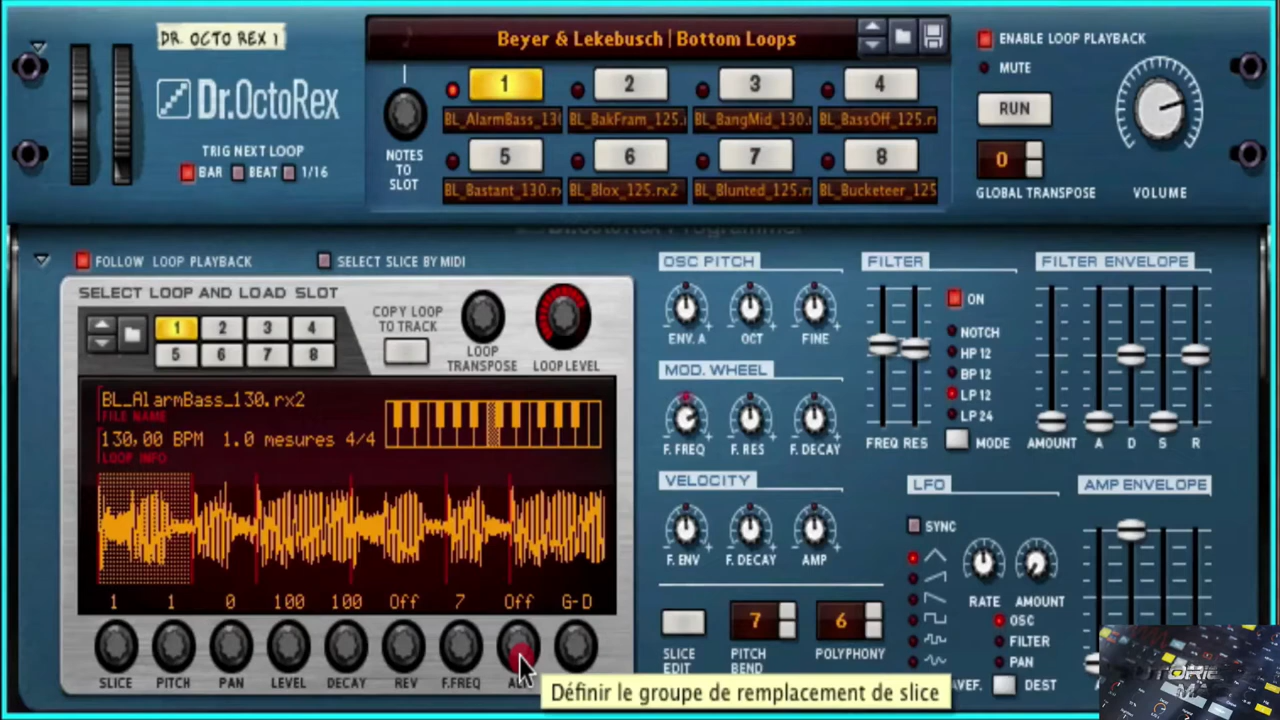 DR. OCTO REX 1
Dr.OctoRex
TRIG NEXT LOOP
BAR BEAT 1/16
Beyer & Lekebusch | Bottom Loops
NOTES TO SLOT
1 2 3 4
BL_AlarmBass_130 BL_BakFram_125.r BL_BangMid_130.r BL_BassOff_125.rx
5 6 7 8
BL_Bastant_130.rx BL_Blox_125.rx2 BL_Blunted_125.rx BL_Bucketeer_125
ENABLE LOOP PLAYBACK
MUTE
RUN
0
GLOBAL TRANSPOSE
VOLUME
FOLLOW LOOP PLAYBACK
SELECT SLICE BY MIDI
SELECT LOOP AND LOAD SLOT
1 2 3 4
5 6 7 8
COPY LOOP
TO TRACK
LOOP
TRANSPOSE
LOOP LEVEL
BL_AlarmBass_130.rx2
FILE NAME
130,00 BPM 1.0 mesures 4/4
LOOP INFO
1 1 0 100 100 Off 7 Off G-D
SLICE PITCH PAN LEVEL DECAY REV F.FREQ
Définir le groupe de remplacement de slice
OSC PITCH
ENV. A OCT FINE
MOD. WHEEL
F. FREQ F. RES F. DECAY
VELOCITY
F. ENV F. DECAY AMP
SLICE
EDIT
7
PITCH
BEND
6
POLYPHONY
FILTER
ON
NOTCH
HP 12
BP 12
LP 12
LP 24
FREQ RES MODE
FILTER ENVELOPE
AMOUNT A D S R
LFO
SYNC
RATE AMOUNT
OSC
FILTER
PAN
DEST
AMP ENVELOPE